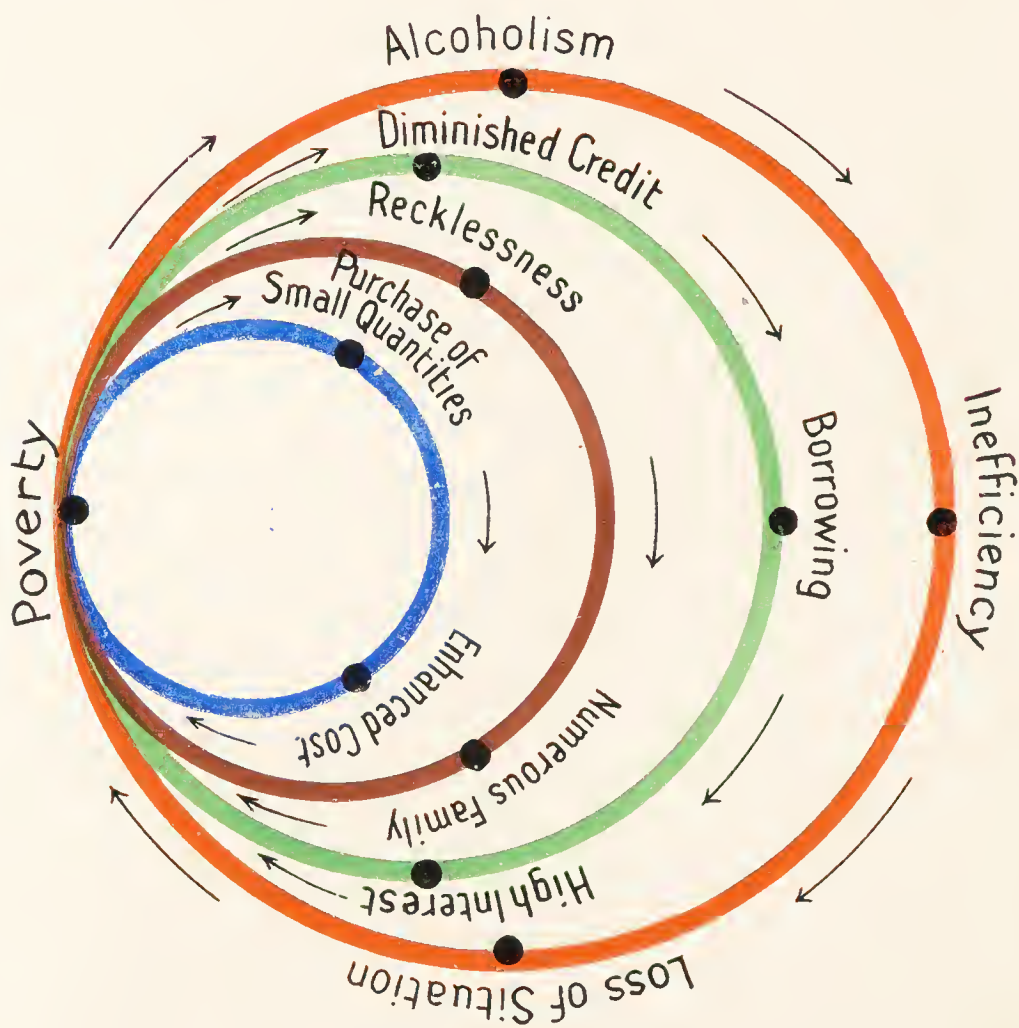 Alcoholism
Diminished Credit
Recklessness
Purchase of
Small Quantities
Poverty
Borrowing
Inefficiency
Enhanced Cost
Numerous Family
High Interest
Loss of Situation